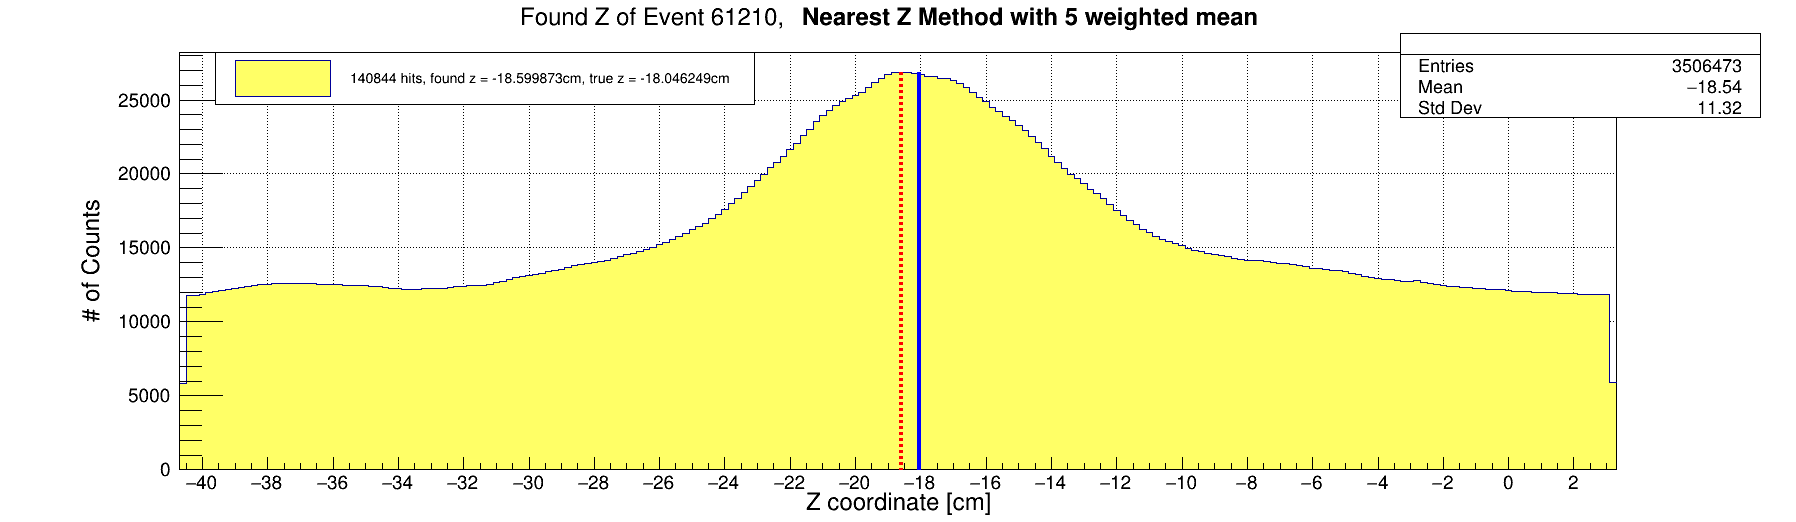 Found Z of Event 61210, Nearest Z Method with 5 weighted mean
140844 hits, found z = -18.599873cm, true z = -18.046249cm
Entries 3506473
Mean −18.54
Std Dev 11.32
# of Counts
25000
20000
15000
10000
5000
0
−40 −38 −36 −34 −32 −30 −28 −26 −24 −22 −20 −18 −16 −14 −12 −10 −8 −6 −4 −2 0 2
Z coordinate [cm]